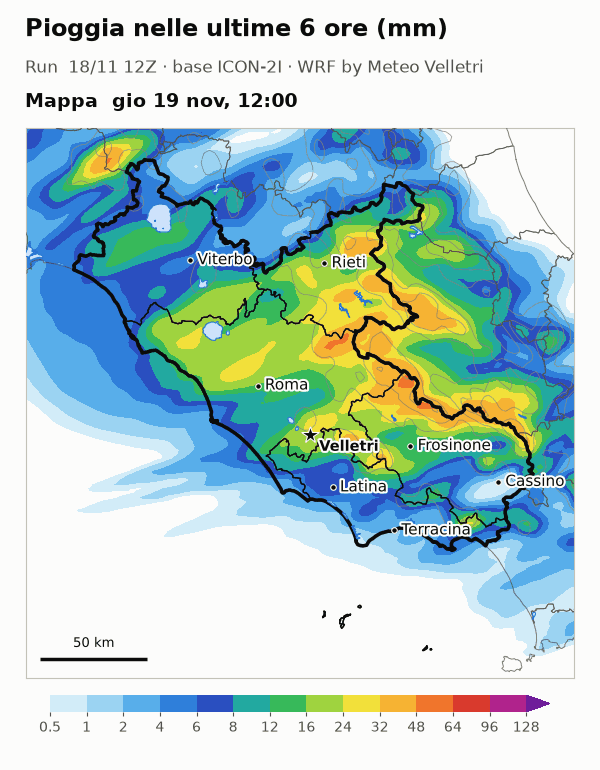 Pioggia nelle ultime 6 ore (mm)
Run  18/11 12Z · base ICON-2I · WRF by Meteo Velletri
Mappa  gio 19 nov, 12:00
Viterbo
Rieti
Roma
Velletri
Frosinone
Latina
Cassino
Terracina
50 km
0.5 1 2 4 6 8 12 16 24 32 48 64 96 128